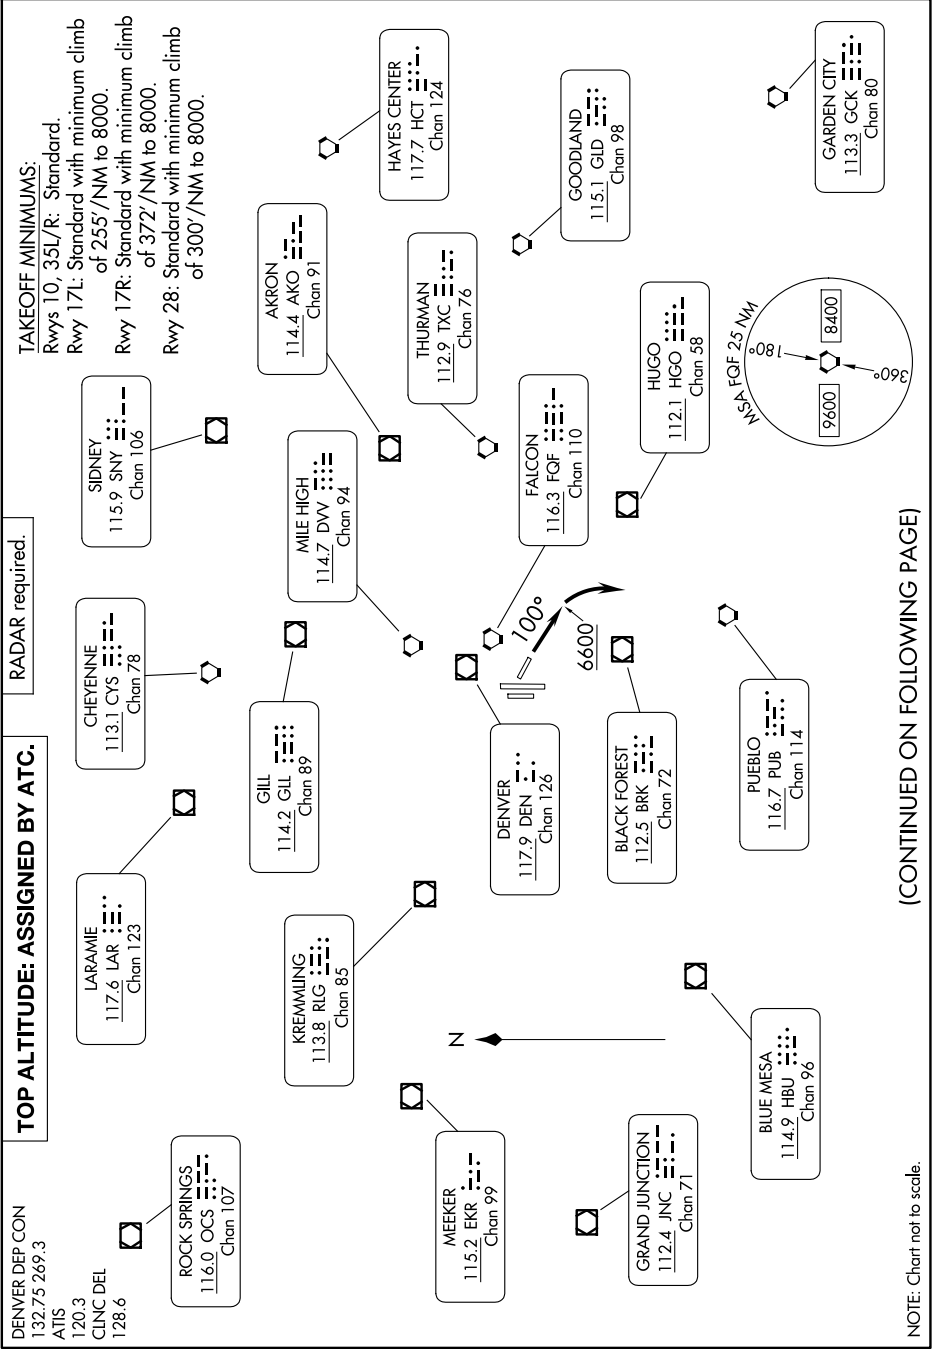 DENVER DEP CON
132.75 269.3
ATIS
120.3
CLNC DEL
128.6
TOP ALTITUDE: ASSIGNED BY ATC.
RADAR required.
TAKEOFF MINIMUMS:
Rwys 10, 35L/R: Standard.
Rwy 17L: Standard with minimum climb
of 255'/NM to 8000.
Rwy 17R: Standard with minimum climb
of 372'/NM to 8000.
Rwy 28: Standard with minimum climb
of 300'/NM to 8000.
ROCK SPRINGS
116.0 OCS
Chan 107
LARAMIE
117.6 LAR
Chan 123
CHEYENNE
113.1 CYS
Chan 78
SIDNEY
115.9 SNY
Chan 106
GILL
114.2 GLL
Chan 89
KREMMLING
113.8 RLG
Chan 85
MILE HIGH
114.7 DVV
Chan 94
AKRON
114.4 AKO
Chan 91
HAYES CENTER
117.7 HCT
Chan 124
THURMAN
112.9 TXC
Chan 76
MEEKER
115.2 EKR
Chan 99
N
DENVER
117.9 DEN
Chan 126
FALCON
116.3 FQF
Chan 110
GOODLAND
115.1 GLD
Chan 98
100°
6600
GRAND JUNCTION
112.4 JNC
Chan 71
BLACK FOREST
112.5 BRK
Chan 72
HUGO
112.1 HGO
Chan 58
BLUE MESA
114.9 HBU
Chan 96
PUEBLO
116.7 PUB
Chan 114
GARDEN CITY
113.3 GCK
Chan 80
MSA FQF 25 NM
180°
9600
8400
360°
NOTE: Chart not to scale.
(CONTINUED ON FOLLOWING PAGE)